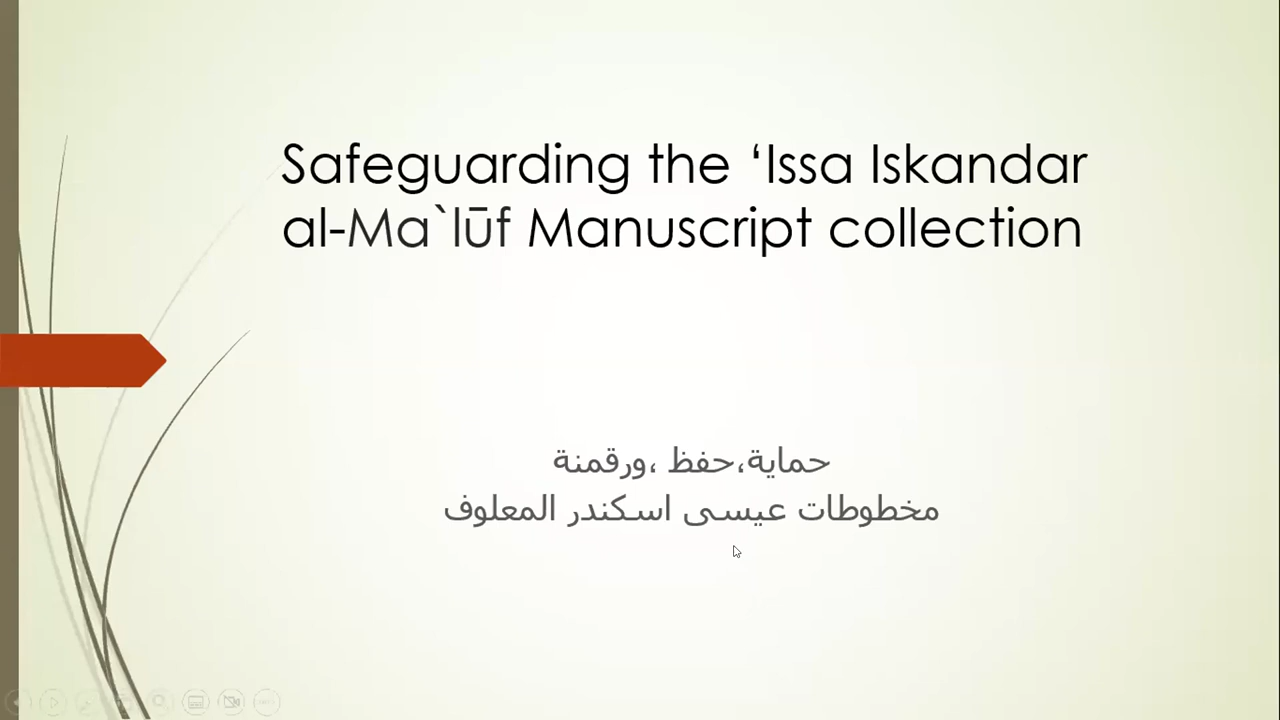 Safeguarding the ‘Issa Iskandar
al-Ma`lūf Manuscript collection
حماية،حفظ ،ورقمنة
مخطوطات عيسى اسكندر المعلوف